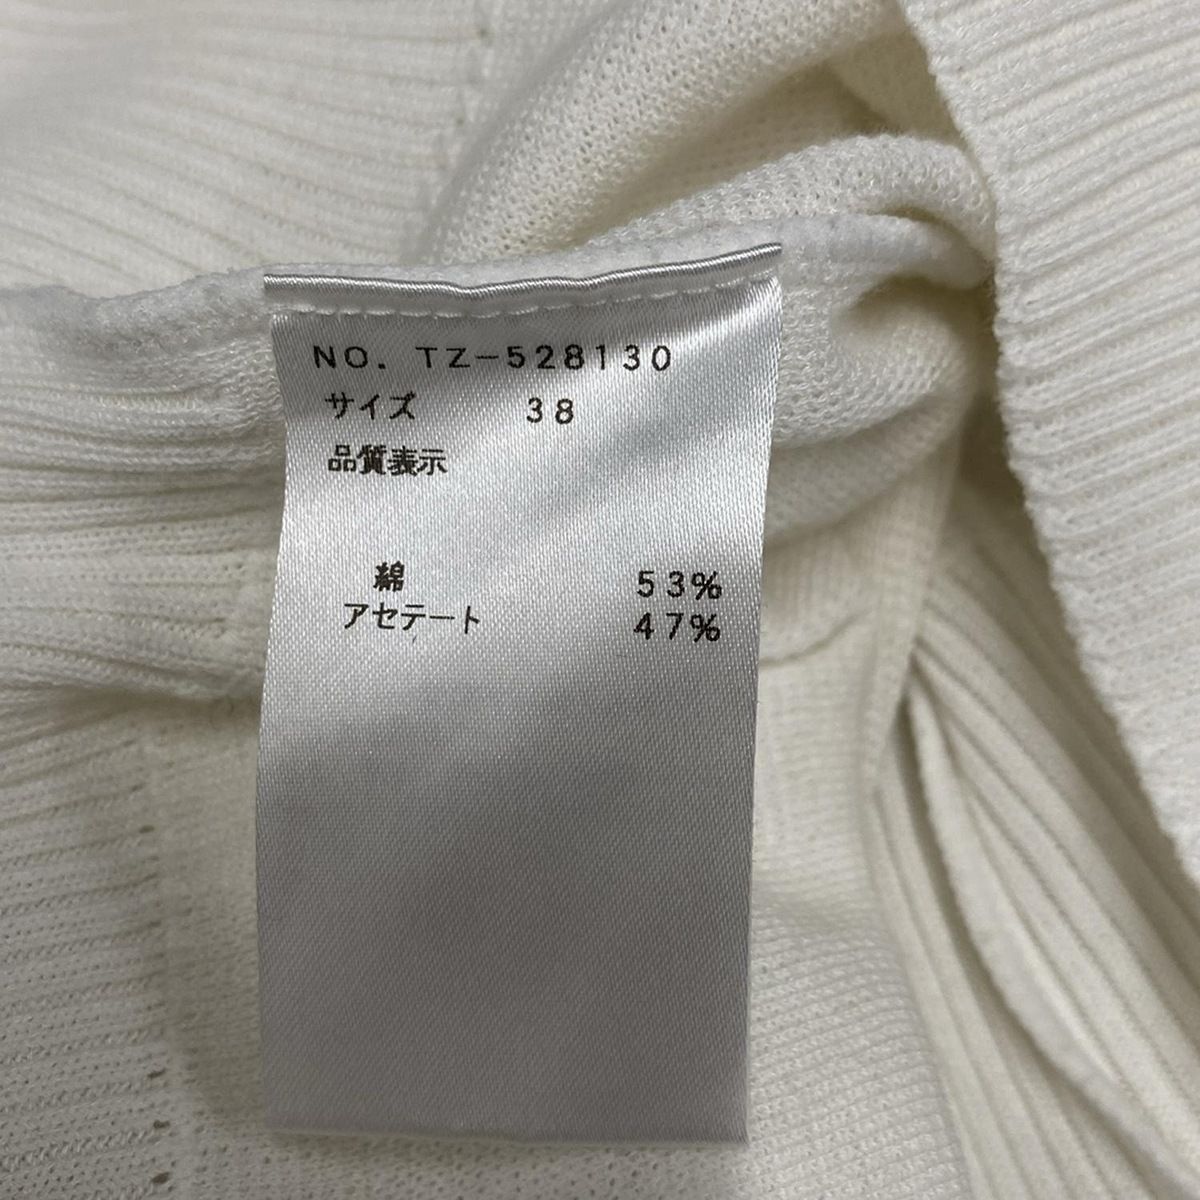 NO. TZ-528130
サイズ 38
品質表示
綿 53%
アセテート 47%